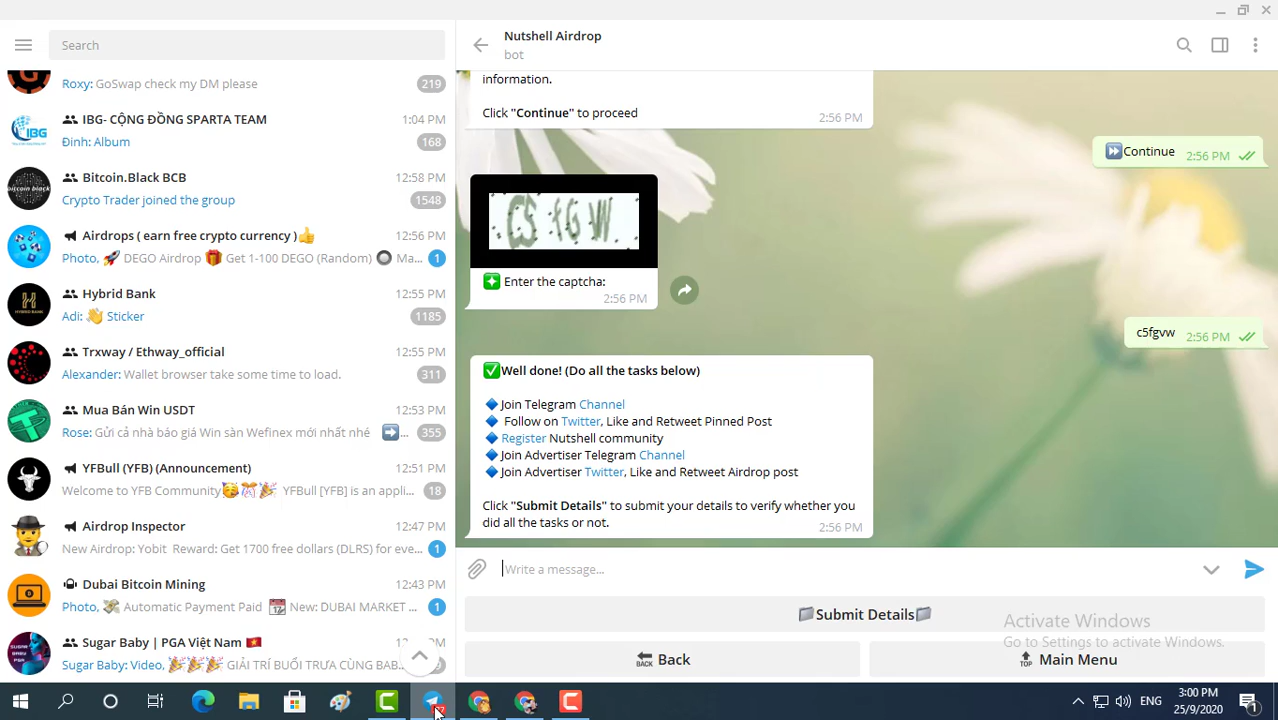 Search
Roxy: GoSwap check my DM please
219
IBG- CỘNG ĐỒNG SPARTA TEAM
1:04 PM
Đinh: Album
168
Bitcoin.Black BCB
12:58 PM
Crypto Trader joined the group
1548
Airdrops ( earn free crypto currency )👍
12:56 PM
Photo, 🚀 DEGO Airdrop 🎁 Get 1-100 DEGO (Random) 🔘 Ma...
1
Hybrid Bank
12:55 PM
Adi: 👋 Sticker
1185
Trxway / Ethway_official
12:55 PM
Alexander: Wallet browser take some time to load.
311
Mua Bán Win USDT
12:53 PM
Rose: Gửi cả nhà báo giá Win sàn Wefinex mới nhất nhé ➡️...
355
YFBull (YFB) (Announcement)
12:51 PM
Welcome to YFB Community🥳🎊🎉 YFBull [YFB] is an appli...
18
Airdrop Inspector
12:47 PM
New Airdrop: Yobit Reward: Get 1700 free dollars (DLRS) for eve...
1
Dubai Bitcoin Mining
12:43 PM
Photo, 💸 Automatic Payment Paid 📆 New: DUBAI MARKET ...
1
Sugar Baby | PGA Việt Nam 🇻🇳
Sugar Baby: Video, 🎉🎉🎉 GIẢI TRÍ BUỔI TRƯA CÙNG BAB...
Nutshell Airdrop
bot
information.
Click "Continue" to proceed
2:56 PM
⏩Continue
2:56 PM
Enter the captcha:
2:56 PM
c5fgvw
2:56 PM
✅Well done! (Do all the tasks below)
🔷Join Telegram Channel
🔷 Follow on Twitter, Like and Retweet Pinned Post
🔷Register Nutshell community
🔷Join Advertiser Telegram Channel
🔷Join Advertiser Twitter, Like and Retweet Airdrop post
Click "Submit Details" to submit your details to verify whether you
did all the tasks or not.
2:56 PM
Write a message...
📁Submit Details📁
🔙 Back
🔝 Main Menu
Activate Windows
Go to Settings to activate Windows.
ENG
3:00 PM
25/9/2020
1